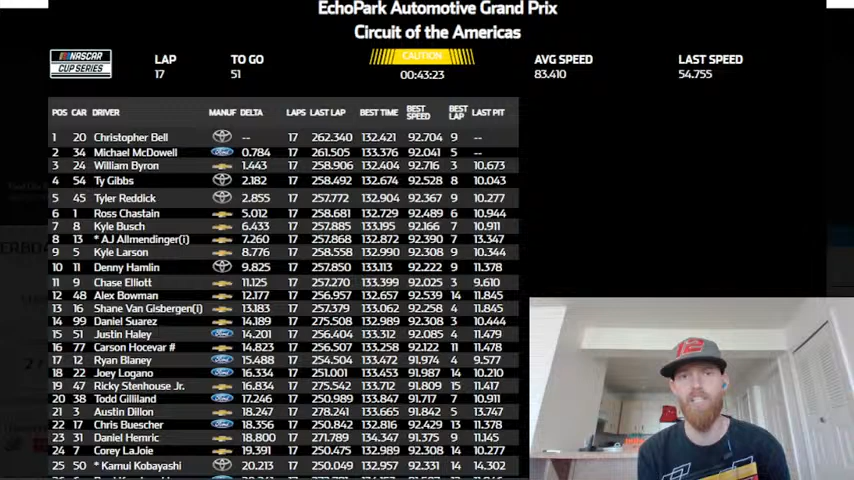 EchoPark Automotive Grand Prix
Circuit of the Americas
NASCAR CUP SERIES
LAP TO GO CAUTION AVG SPEED LAST SPEED
17 51 00:43:23 83.410 54.755
POS CAR DRIVER MANUF DELTA LAPS LAST LAP BEST TIME BEST SPEED BEST LAP LAST PIT
1 20 Christopher Bell -- 17 262.340 132.421 92.704 9 --
2 34 Michael McDowell Ford 0.784 17 261.505 133.376 92.041 5 --
3 24 William Byron 1.443 17 258.906 132.404 92.716 3 10.673
4 54 Ty Gibbs 2.182 17 258.492 132.674 92.528 8 10.043
5 45 Tyler Reddick 2.855 17 257.772 132.904 92.367 9 10.277
6 1 Ross Chastain 5.012 17 258.681 132.729 92.489 6 10.944
7 8 Kyle Busch 6.433 17 257.885 133.195 92.166 7 10.911
8 13 * AJ Allmendinger(i) 7.260 17 257.868 132.872 92.390 7 13.347
9 5 Kyle Larson 8.776 17 258.558 132.990 92.308 9 10.344
10 11 Denny Hamlin 9.825 17 257.850 133.113 92.222 9 11.378
11 9 Chase Elliott 11.125 17 257.270 133.399 92.025 3 9.610
12 48 Alex Bowman 12.177 17 256.957 132.657 92.539 14 11.845
13 16 Shane Van Gisbergen(i) 13.183 17 257.379 133.062 92.258 4 11.845
14 99 Daniel Suarez 14.189 17 275.508 132.989 92.308 3 10.444
15 51 Justin Haley Ford 14.201 17 256.404 133.312 92.085 4 11.479
16 77 Carson Hocevar # 14.823 17 256.507 133.258 92.122 11 11.478
17 12 Ryan Blaney Ford 15.488 17 254.504 133.472 91.974 4 9.577
18 22 Joey Logano Ford 16.334 17 251.003 133.453 91.987 14 10.210
19 47 Ricky Stenhouse Jr. 16.834 17 275.542 133.712 91.809 15 11.417
20 38 Todd Gilliland Ford 17.246 17 250.989 133.847 91.717 7 10.911
21 3 Austin Dillon 18.247 17 278.241 133.665 91.842 5 13.747
22 17 Chris Buescher Ford 18.356 17 250.842 132.816 92.429 13 11.378
23 31 Daniel Hemric 18.800 17 271.789 134.347 91.375 9 11.145
24 7 Corey LaJoie 19.391 17 250.475 132.957 92.308 14 10.277
25 50 * Kamui Kobayashi 20.213 17 250.049 132.957 92.331 14 14.302